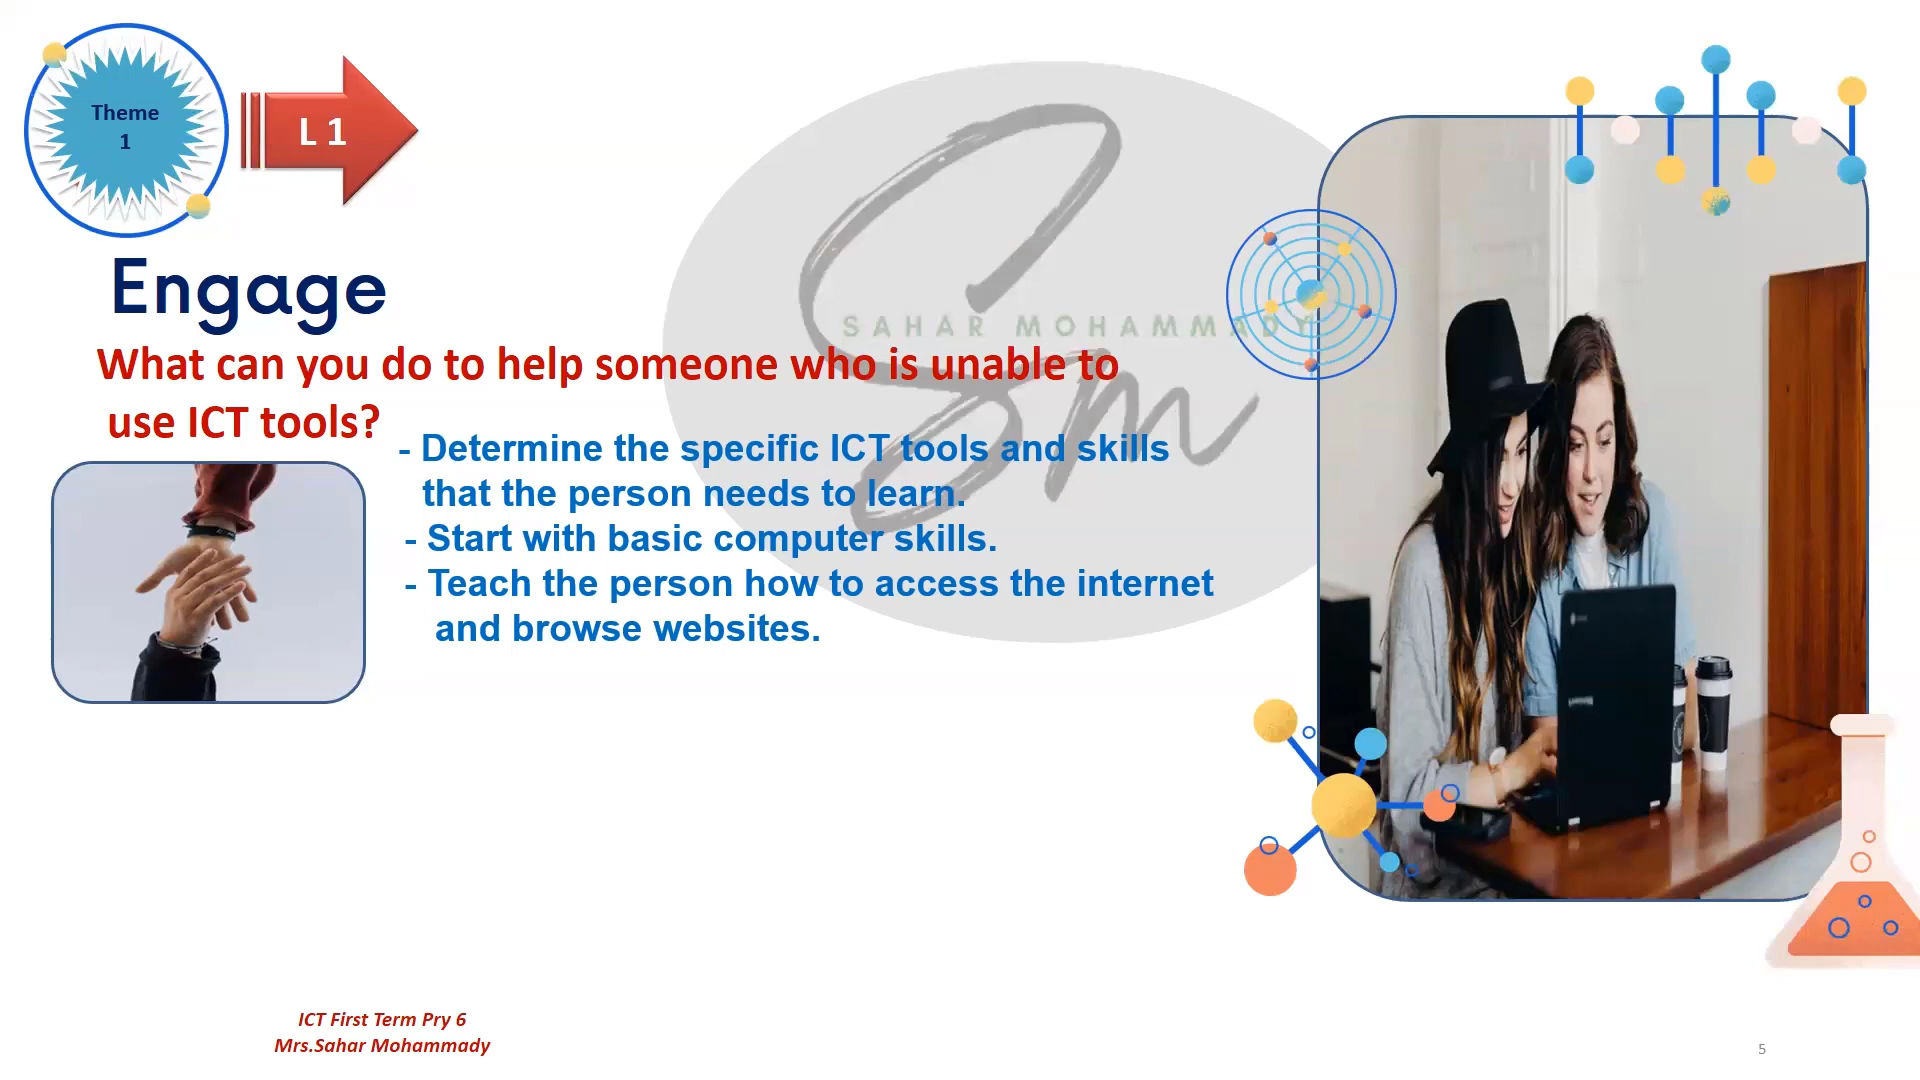 Theme
1
L 1
Engage
SAHAR MOHAMMADY
Sm
What can you do to help someone who is unable to
use ICT tools?
- Determine the specific ICT tools and skills
that the person needs to learn.
- Start with basic computer skills.
- Teach the person how to access the internet
and browse websites.
ICT First Term Pry 6
Mrs.Sahar Mohammady
5